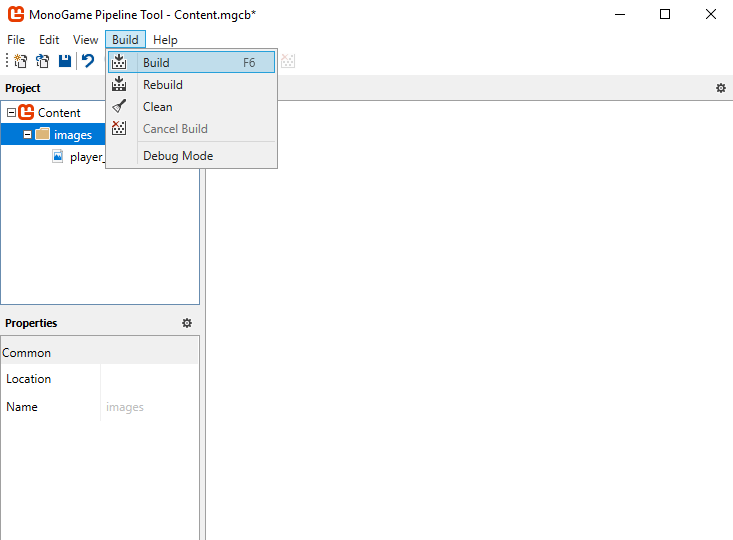 MonoGame Pipeline Tool - Content.mgcb*
File Edit View Build Help
Build F6
Rebuild
Clean
Cancel Build
Debug Mode
Project
Content
images
player_
Properties
Common
Location
Name images